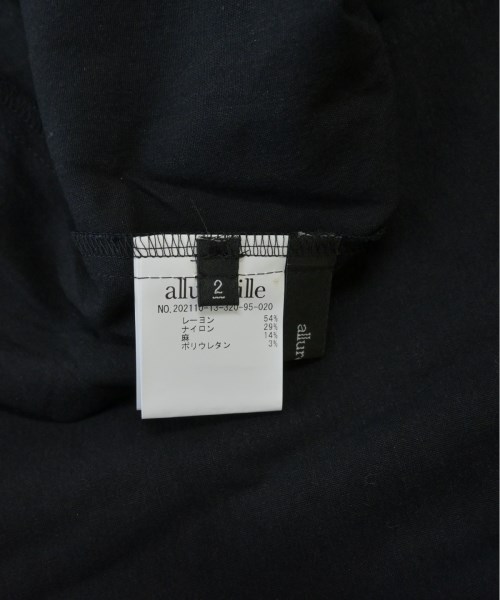 2
allu ille
NO.202110-13-320-95-020
レーヨン 54%
ナイロン 29%
麻 14%
ポリウレタン 3%
allur